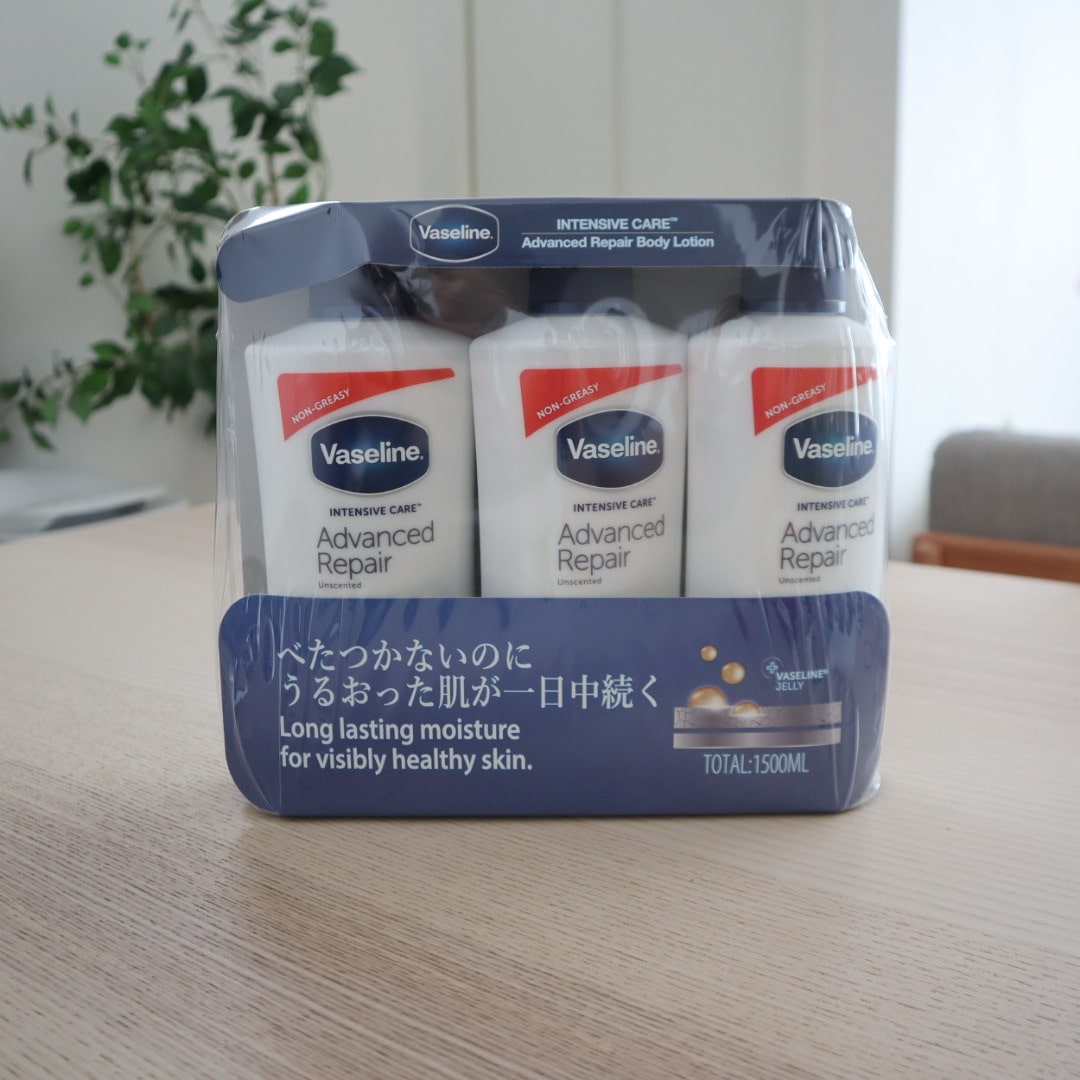 Vaseline.
INTENSIVE CARE™
Advanced Repair Body Lotion
NON-GREASY
Vaseline.
INTENSIVE CARE™
Advanced
Repair
Unscented
NON-GREASY
Vaseline.
INTENSIVE CARE™
Advanced
Repair
Unscented
NON-GREASY
Vaseline.
INTENSIVE CARE™
Advanced
Repair
Unscented
べたつかないのに
うるおった肌が一日中続く
Long lasting moisture
for visibly healthy skin.
VASELINE™
JELLY
TOTAL:1500ML